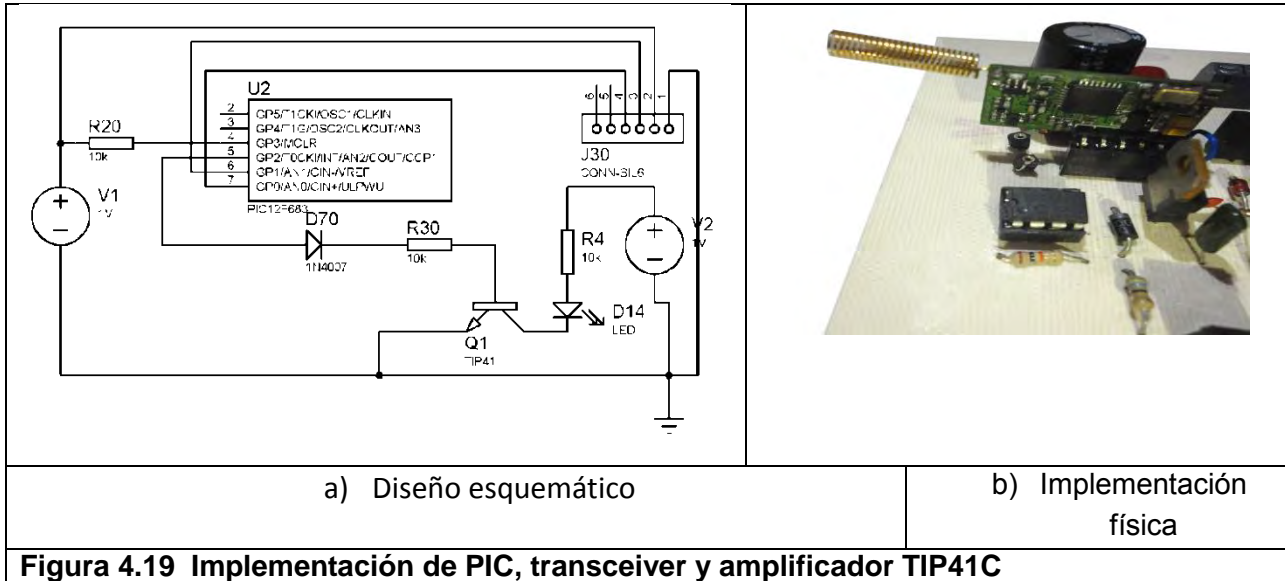 U2
2 GP5/T1CKI/OSC1/CLKIN
3 GP4/T1G/OSC2/CLKOUT/AN3
4 GP3/MCLR
5 GP2/T0CKI/INT/AN2/COUT/CCP1
6 GP1/AN1/CIN-/VREF
7 GP0/AN0/CIN+/ULPWU
PIC12F683
R20
10k
V1
1V
D70
1N4007
R30
10k
Q1
TIP41
6 5 4 3 2 1
J30
CONN-SIL6
R4
10k
V2
1V
D14
LED
a) Diseño esquemático
b) Implementación
física
Figura 4.19 Implementación de PIC, transceiver y amplificador TIP41C